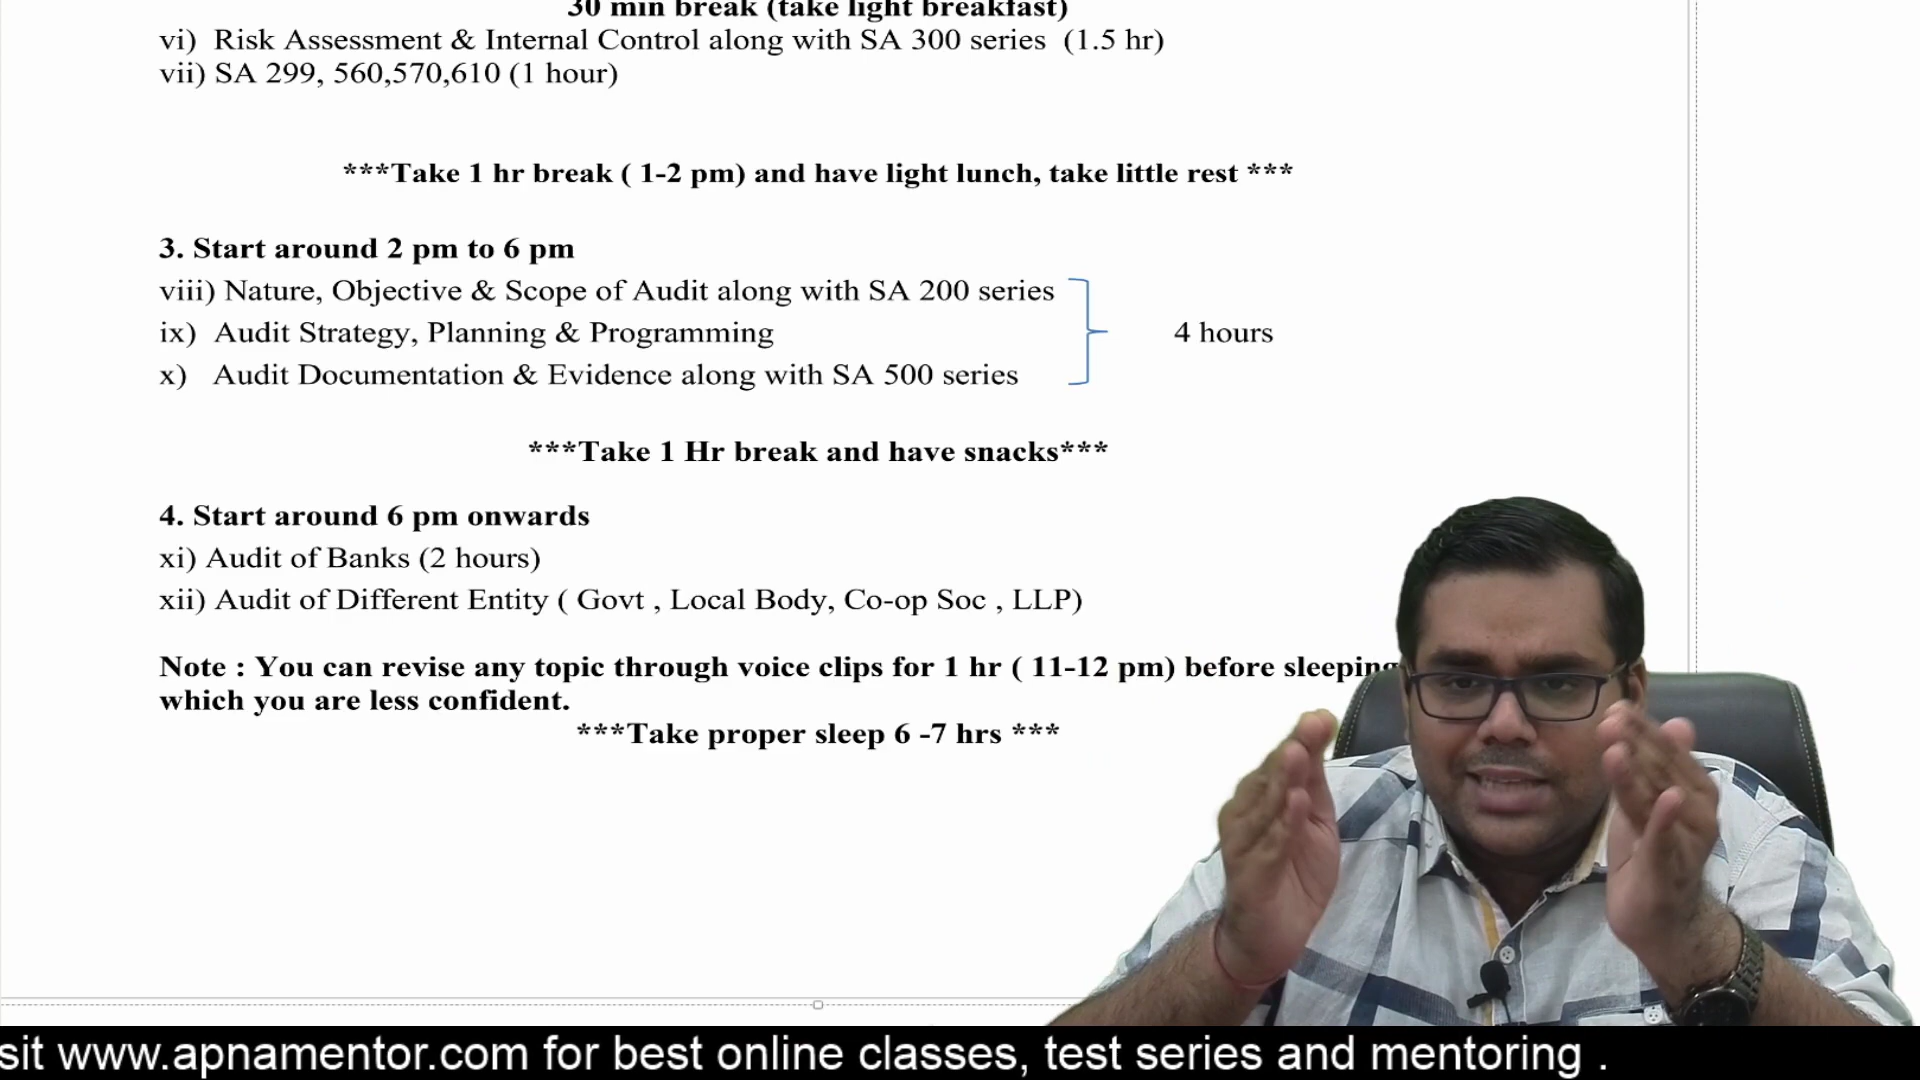 30 min break (take light breakfast)
vi) Risk Assessment & Internal Control along with SA 300 series (1.5 hr)
vii) SA 299, 560,570,610 (1 hour)
***Take 1 hr break ( 1-2 pm) and have light lunch, take little rest ***
3. Start around 2 pm to 6 pm
viii) Nature, Objective & Scope of Audit along with SA 200 series
ix) Audit Strategy, Planning & Programming
4 hours
x) Audit Documentation & Evidence along with SA 500 series
***Take 1 Hr break and have snacks***
4. Start around 6 pm onwards
xi) Audit of Banks (2 hours)
xii) Audit of Different Entity ( Govt , Local Body, Co-op Soc , LLP)
Note : You can revise any topic through voice clips for 1 hr ( 11-12 pm) before sleeping
which you are less confident.
***Take proper sleep 6 -7 hrs ***
sit www.apnamentor.com for best online classes, test series and mentoring .